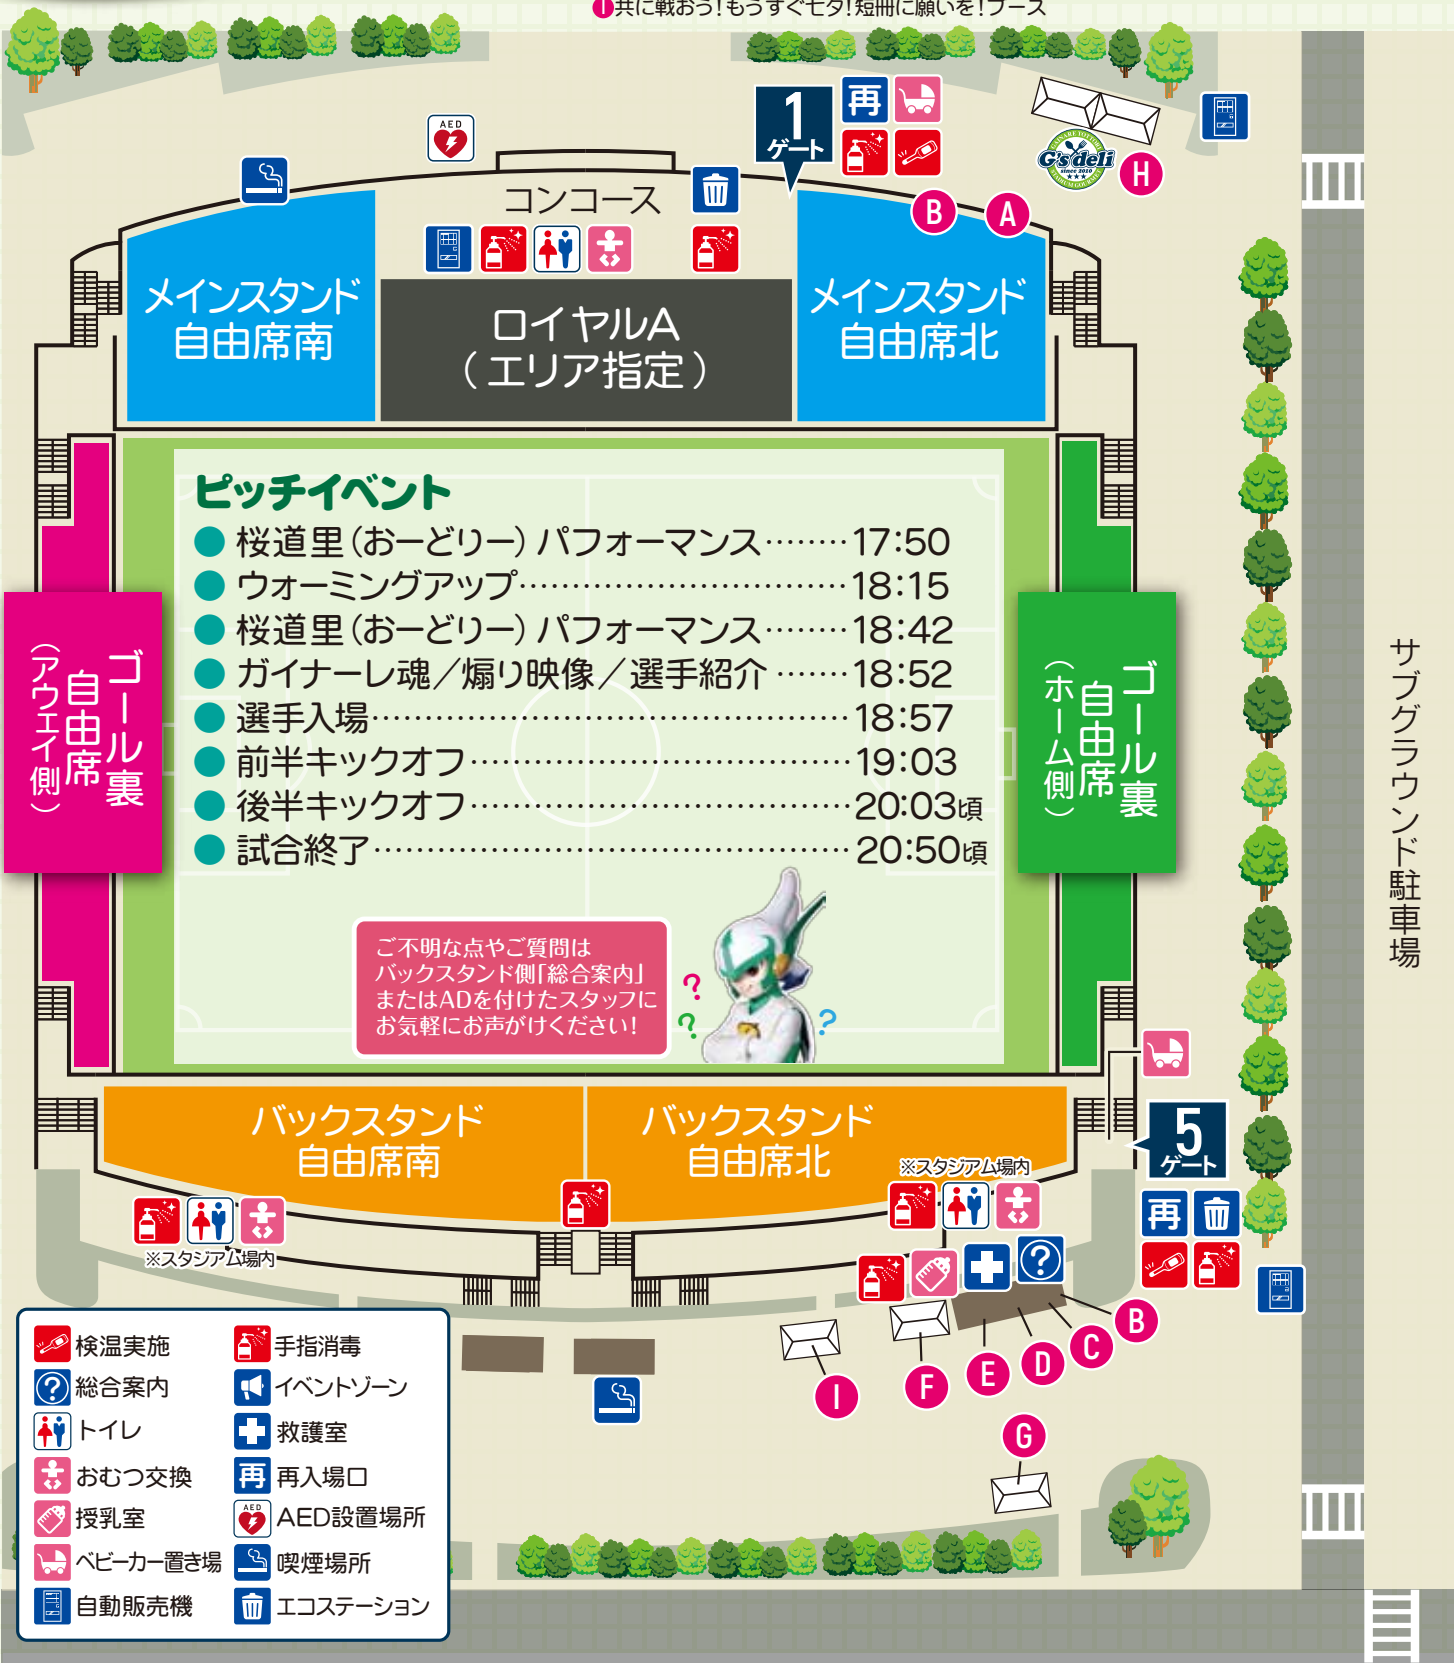 I共に戦おう！もうすぐ七夕！短冊に願いを！ブース
AED
1
ゲート
再
G's deli
since 2010
H
コンコース
B
A
メインスタンド
自由席南
ロイヤルA
（エリア指定）
メインスタンド
自由席北
ピッチイベント
● 桜道里（おーどりー）パフォーマンス………17:50
● ウォーミングアップ……………………………18:15
● 桜道里（おーどりー）パフォーマンス………18:42
● ガイナーレ魂／煽り映像／選手紹介 ………18:52
● 選手入場…………………………………………18:57
● 前半キックオフ…………………………………19:03
● 後半キックオフ…………………………………20:03頃
● 試合終了…………………………………………20:50頃
ゴール裏
自由席
（アウェイ側）
ゴール裏
自由席
（ホーム側）
サブグラウンド駐車場
ご不明な点やご質問は
バックスタンド側「総合案内」
またはADを付けたスタッフに
お気軽にお声がけください！
?
?
?
バックスタンド
自由席南
バックスタンド
自由席北
※スタジアム場内
5
ゲート
再
※スタジアム場内
?
B
C
D
E
F
I
G
検温実施
手指消毒
?
総合案内
イベントゾーン
トイレ
救護室
おむつ交換
再
再入場口
授乳室
AED
AED設置場所
ベビーカー置き場
喫煙場所
自動販売機
エコステーション